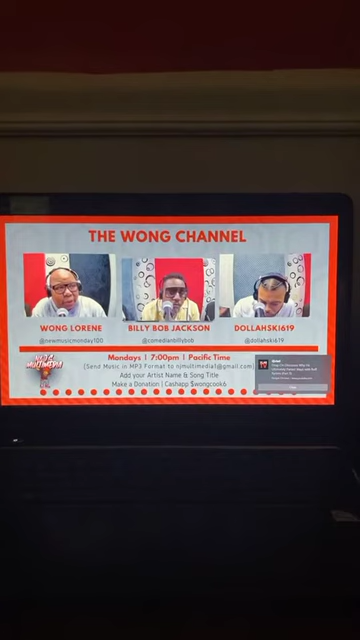 THE WONG CHANNEL
WONG LORENE
BILLY BOB JACKSON
DOLLAHSKI619
@newmusicmonday100
@comedianbillybob
@dollahski619
Mondays | 7:00pm | Pacific Time
(Send Music in MP3 Format to njmultimedia1@gmail.com)
Add your Artist Name & Song Title
Make a Donation | Cashapp $wongcook6
MULTIMEDIA